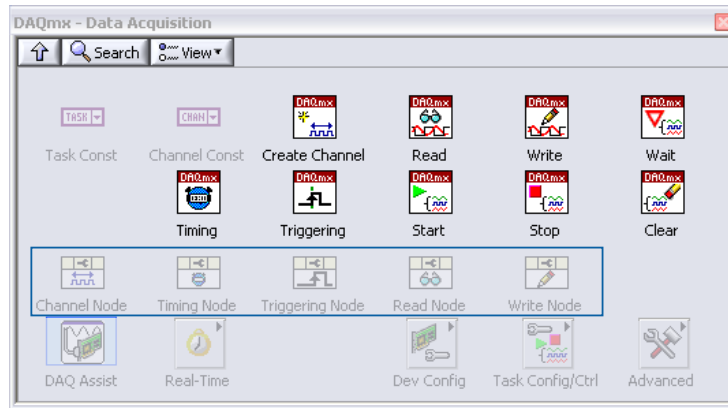 DAQmx - Data Acquisition
Search View
TASK CHAN DAQmx DAQmx DAQmx DAQmx
Task Const Channel Const Create Channel Read Write Wait
DAQmx DAQmx DAQmx DAQmx DAQmx
Timing Triggering Start Stop Clear
Channel Node Timing Node Triggering Node Read Node Write Node
DAQ Assist Real-Time Dev Config Task Config/Ctrl Advanced